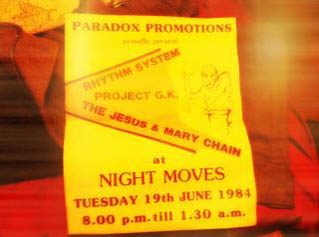 PARADOX PROMOTIONS
proudly present
RHYTHM SYSTEM
PROJECT G.K.
THE JESUS & MARY CHAIN
at
NIGHT MOVES
TUESDAY 19th JUNE 1984
8.00 p.m. till 1.30 a.m.